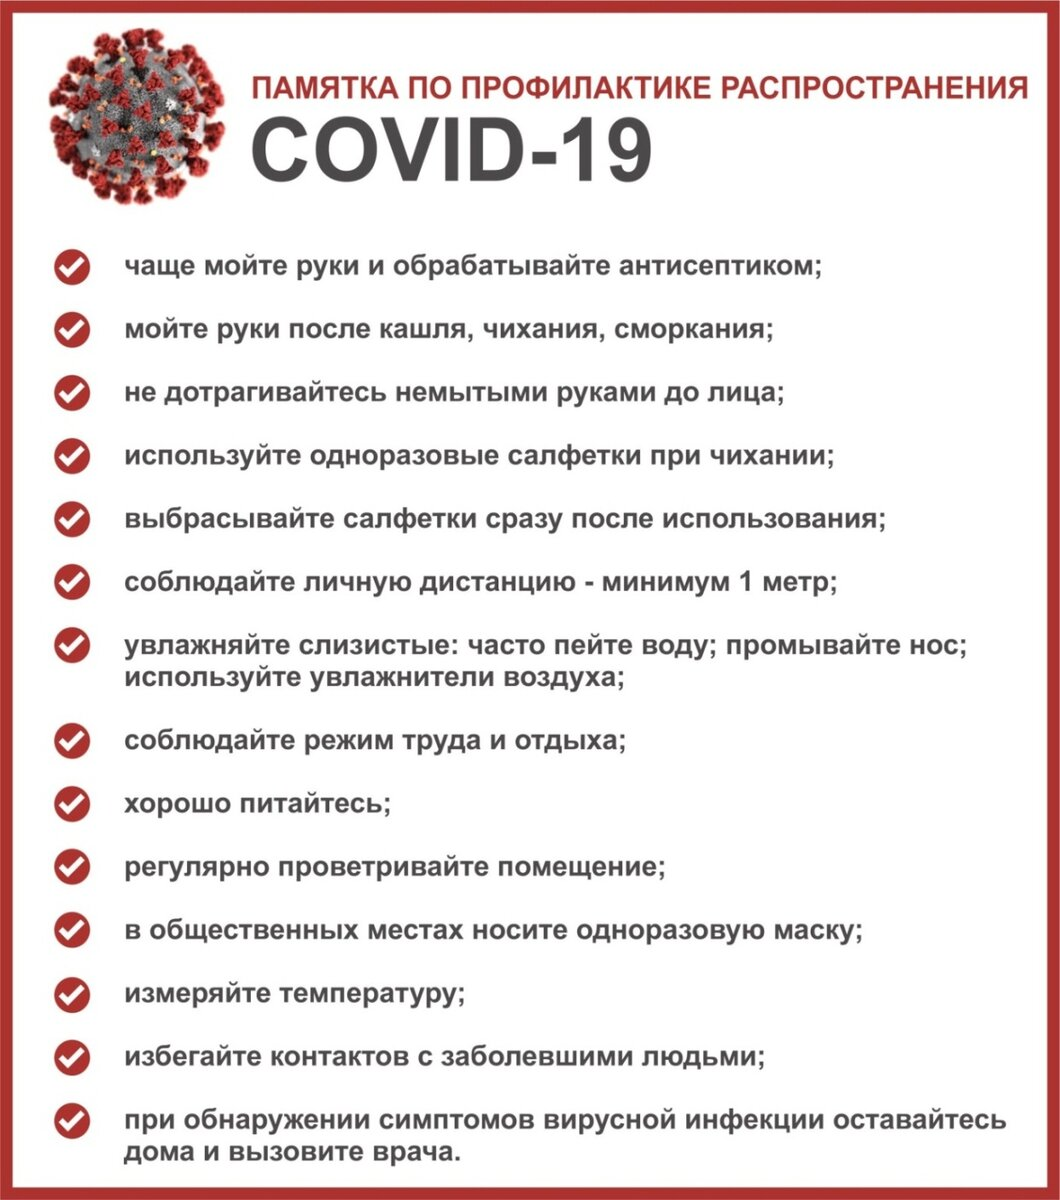 ПАМЯТКА ПО ПРОФИЛАКТИКЕ РАСПРОСТРАНЕНИЯ
COVID-19
чаще мойте руки и обрабатывайте антисептиком;
мойте руки после кашля, чихания, сморкания;
не дотрагивайтесь немытыми руками до лица;
используйте одноразовые салфетки при чихании;
выбрасывайте салфетки сразу после использования;
соблюдайте личную дистанцию - минимум 1 метр;
увлажняйте слизистые: часто пейте воду; промывайте нос;
используйте увлажнители воздуха;
соблюдайте режим труда и отдыха;
хорошо питайтесь;
регулярно проветривайте помещение;
в общественных местах носите одноразовую маску;
измеряйте температуру;
избегайте контактов с заболевшими людьми;
при обнаружении симптомов вирусной инфекции оставайтесь
дома и вызовите врача.